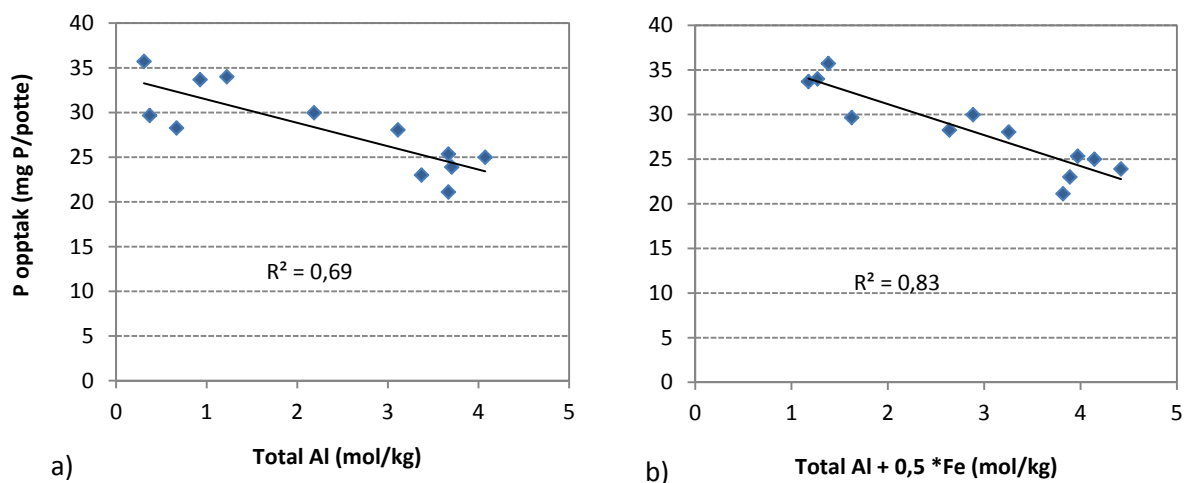 P opptak (mg P/potte)
40
35
30
25
20
15
10
5
0
R² = 0,69
0 1 2 3 4 5
Total Al (mol/kg)
a)
40
35
30
25
20
15
10
5
0
R² = 0,83
0 1 2 3 4 5
Total Al + 0,5 *Fe (mol/kg)
b)